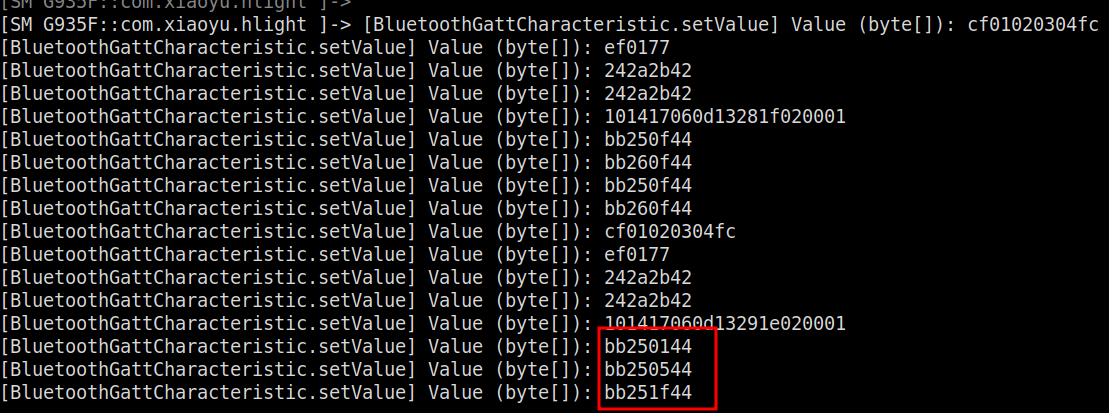 [SM G935F::com.xiaoyu.hlight ]->
[SM G935F::com.xiaoyu.hlight ]-> [BluetoothGattCharacteristic.setValue] Value (byte[]): cf01020304fc
[BluetoothGattCharacteristic.setValue] Value (byte[]): ef0177
[BluetoothGattCharacteristic.setValue] Value (byte[]): 242a2b42
[BluetoothGattCharacteristic.setValue] Value (byte[]): 242a2b42
[BluetoothGattCharacteristic.setValue] Value (byte[]): 101417060d13281f020001
[BluetoothGattCharacteristic.setValue] Value (byte[]): bb250f44
[BluetoothGattCharacteristic.setValue] Value (byte[]): bb260f44
[BluetoothGattCharacteristic.setValue] Value (byte[]): bb250f44
[BluetoothGattCharacteristic.setValue] Value (byte[]): bb260f44
[BluetoothGattCharacteristic.setValue] Value (byte[]): cf01020304fc
[BluetoothGattCharacteristic.setValue] Value (byte[]): ef0177
[BluetoothGattCharacteristic.setValue] Value (byte[]): 242a2b42
[BluetoothGattCharacteristic.setValue] Value (byte[]): 242a2b42
[BluetoothGattCharacteristic.setValue] Value (byte[]): 101417060d13291e020001
[BluetoothGattCharacteristic.setValue] Value (byte[]): bb250144
[BluetoothGattCharacteristic.setValue] Value (byte[]): bb250544
[BluetoothGattCharacteristic.setValue] Value (byte[]): bb251f44